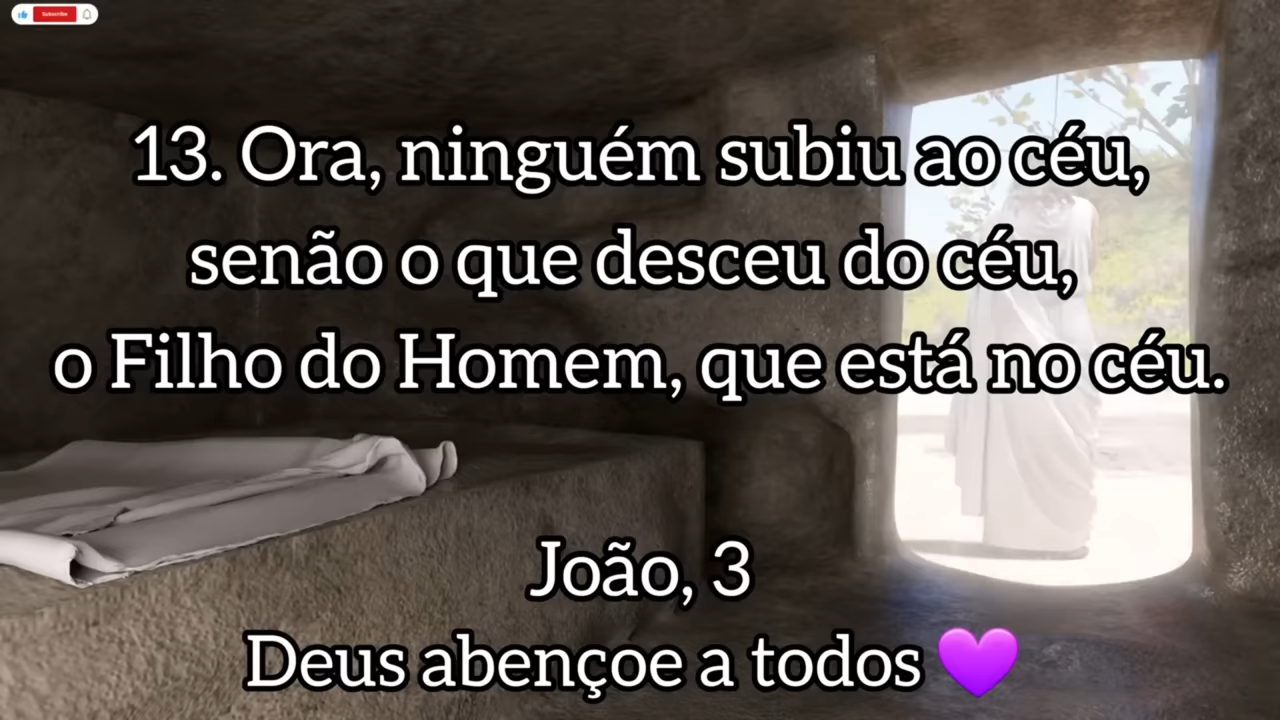 Subscribe
13. Ora, ninguém subiu ao céu,
senão o que desceu do céu,
o Filho do Homem, que está no céu.
João, 3
Deus abençoe a todos 💜